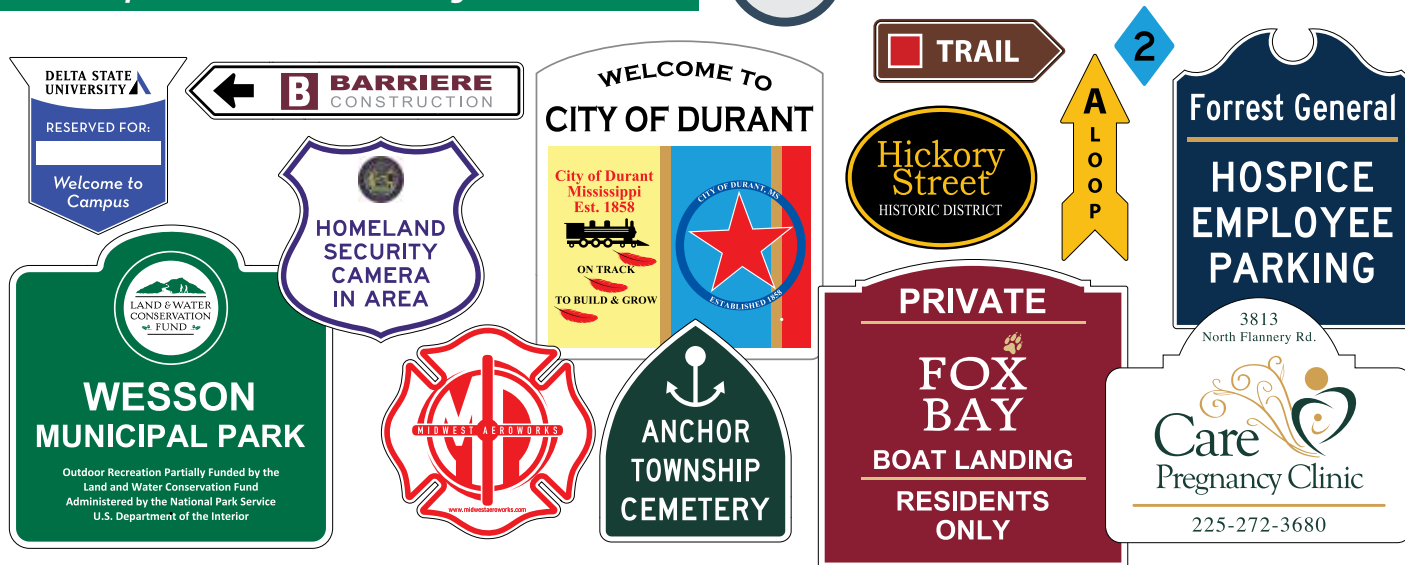 DELTA STATE
UNIVERSITY
RESERVED FOR:
Welcome to
Campus
B BARRIERE
CONSTRUCTION
HOMELAND
SECURITY
CAMERA
IN AREA
WELCOME TO
CITY OF DURANT
City of Durant
Mississippi
Est. 1858
ON TRACK
TO BUILD & GROW
CITY OF DURANT, MS
ESTABLISHED 1858
TRAIL
2
A
LOOP
Hickory
Street
HISTORIC DISTRICT
Forrest General
HOSPICE
EMPLOYEE
PARKING
LAND & WATER
CONSERVATION
FUND
WESSON
MUNICIPAL PARK
Outdoor Recreation Partially Funded by the
Land and Water Conservation Fund
Administered by the National Park Service
U.S. Department of the Interior
MIDWEST AEROWORKS
www.midwestaeroworks.com
ANCHOR
TOWNSHIP
CEMETERY
PRIVATE
FOX
BAY
BOAT LANDING
RESIDENTS
ONLY
3813
North Flannery Rd.
Care
Pregnancy Clinic
225-272-3680